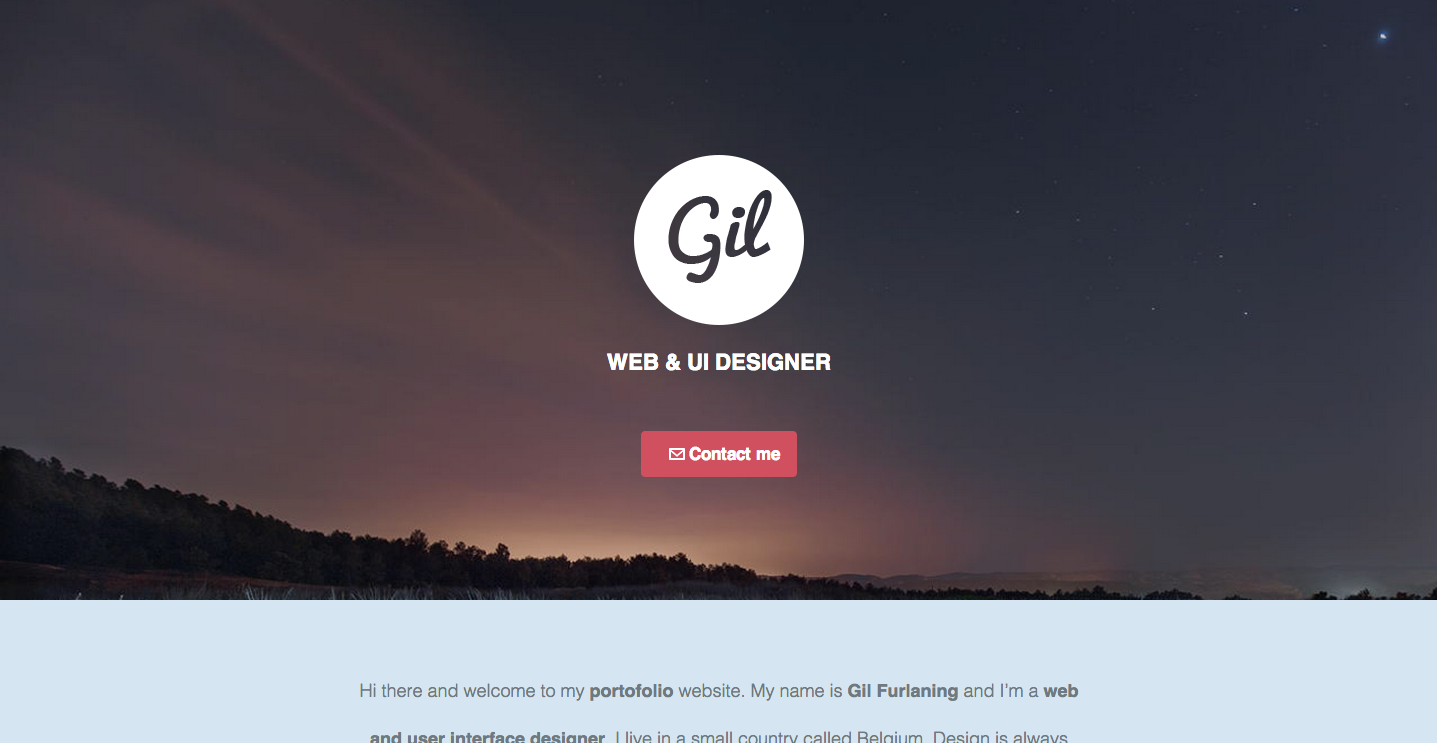 Gil
WEB & UI DESIGNER
Contact me
Hi there and welcome to my portofolio website. My name is Gil Furlaning and I'm a web
and user interface designer. I live in a small country called Belgium. Design is always